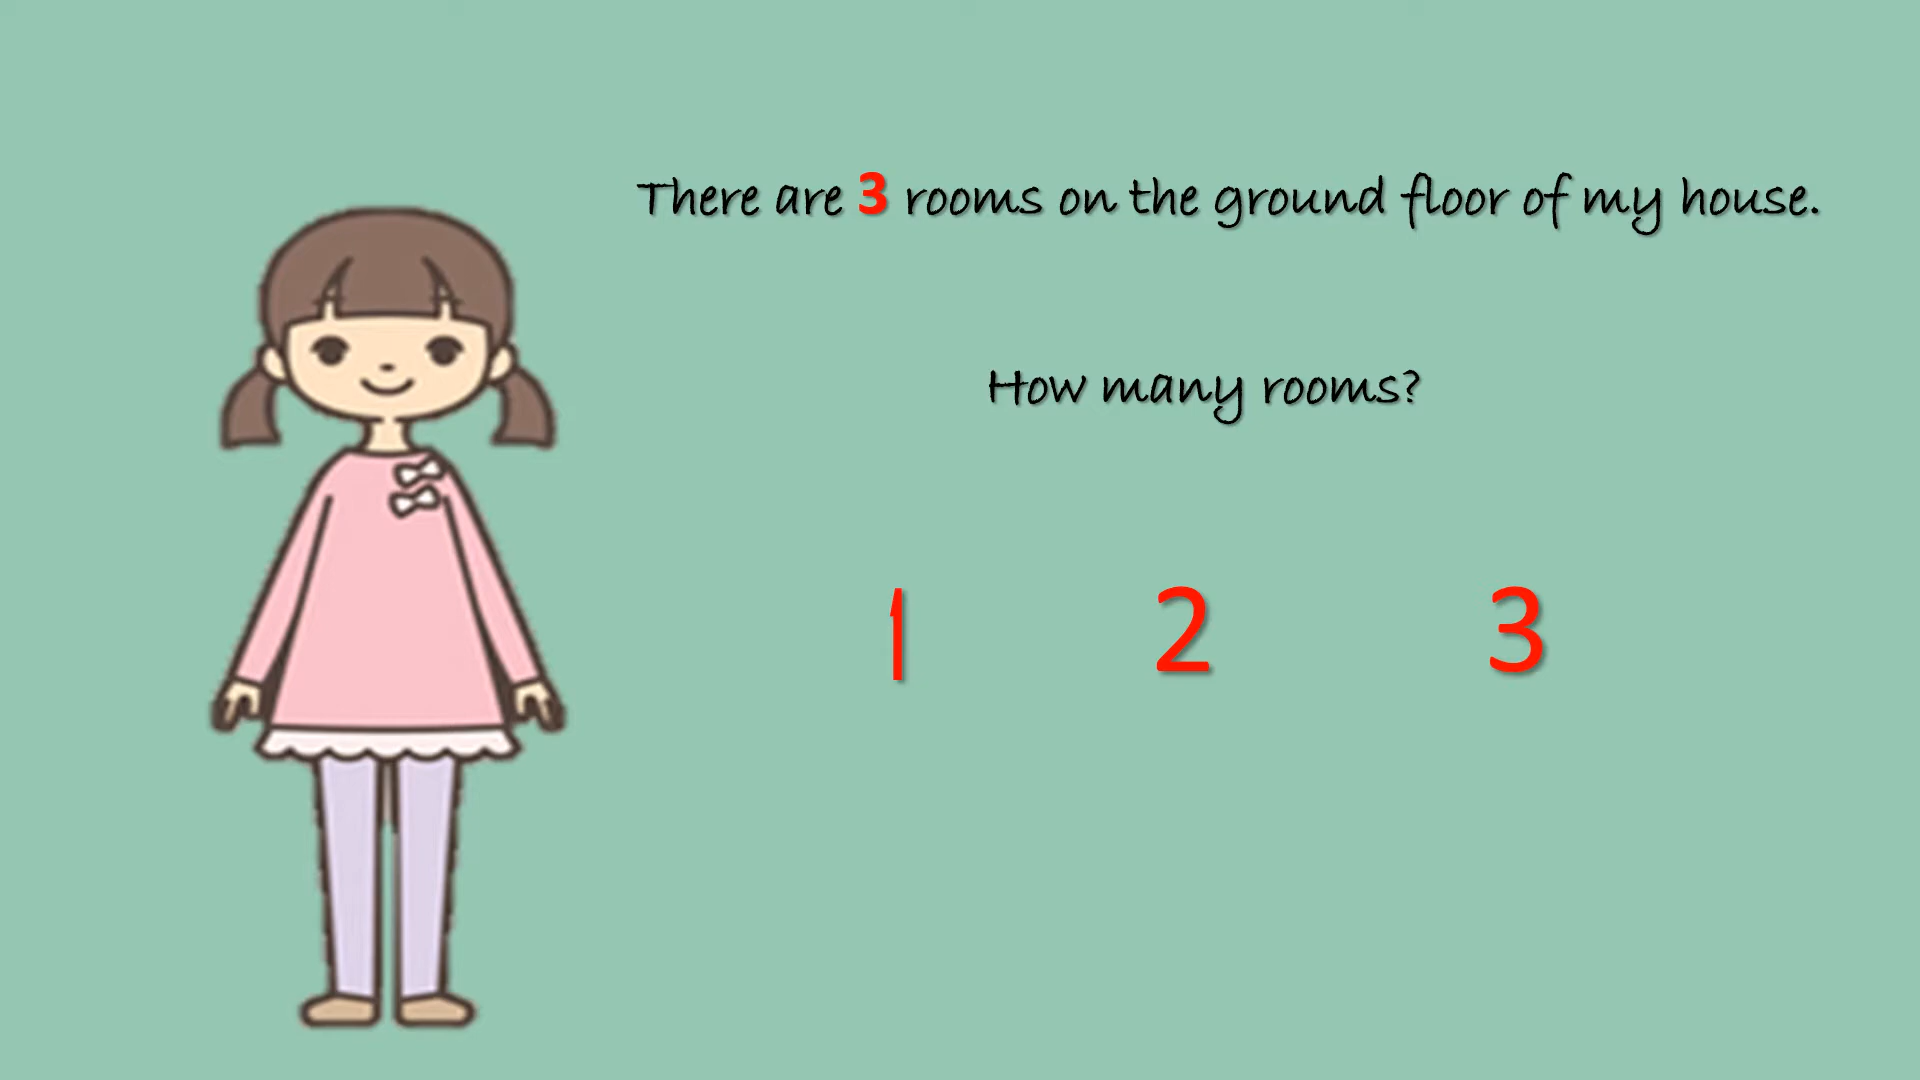 There are 3 rooms on the ground floor of my house.
How many rooms?
1 2 3